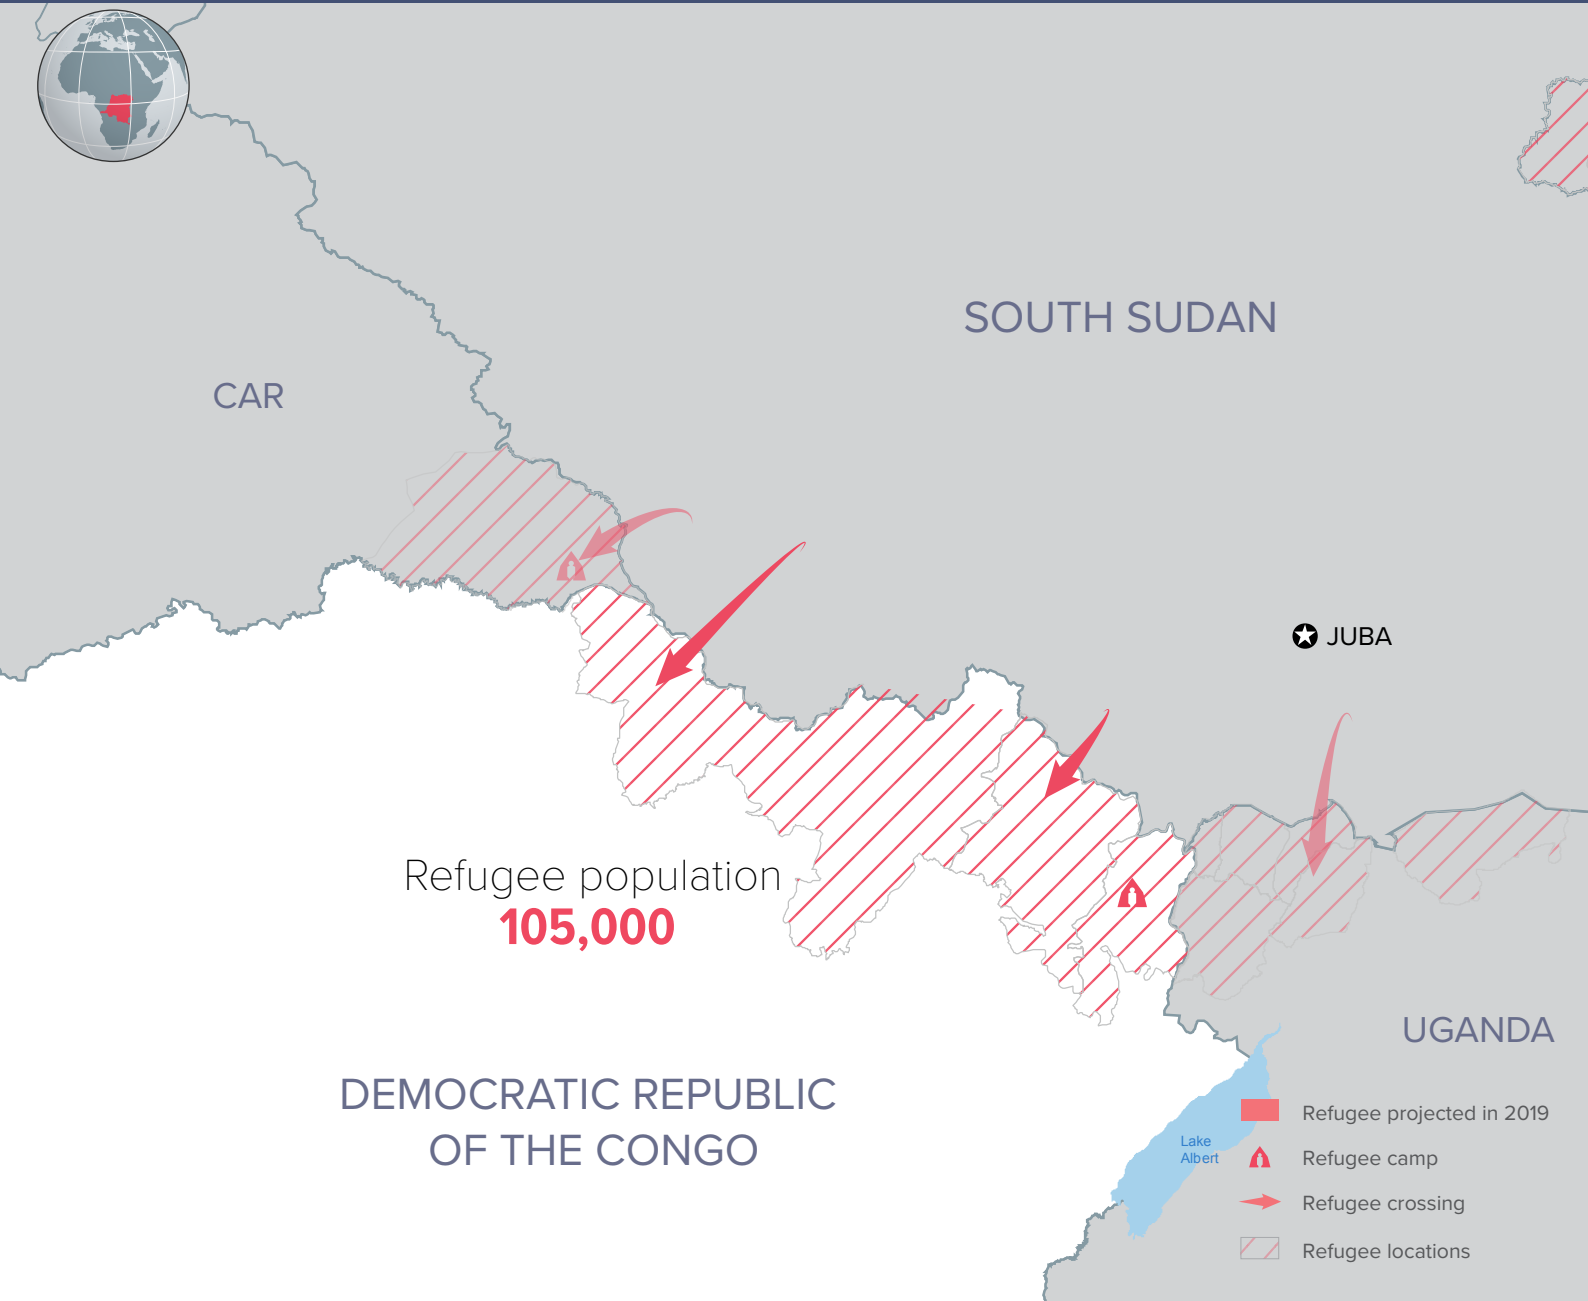 SOUTH SUDAN
CAR
JUBA
Refugee population
105,000
UGANDA
DEMOCRATIC REPUBLIC
OF THE CONGO
Lake
Albert
Refugee projected in 2019
Refugee camp
Refugee crossing
Refugee locations